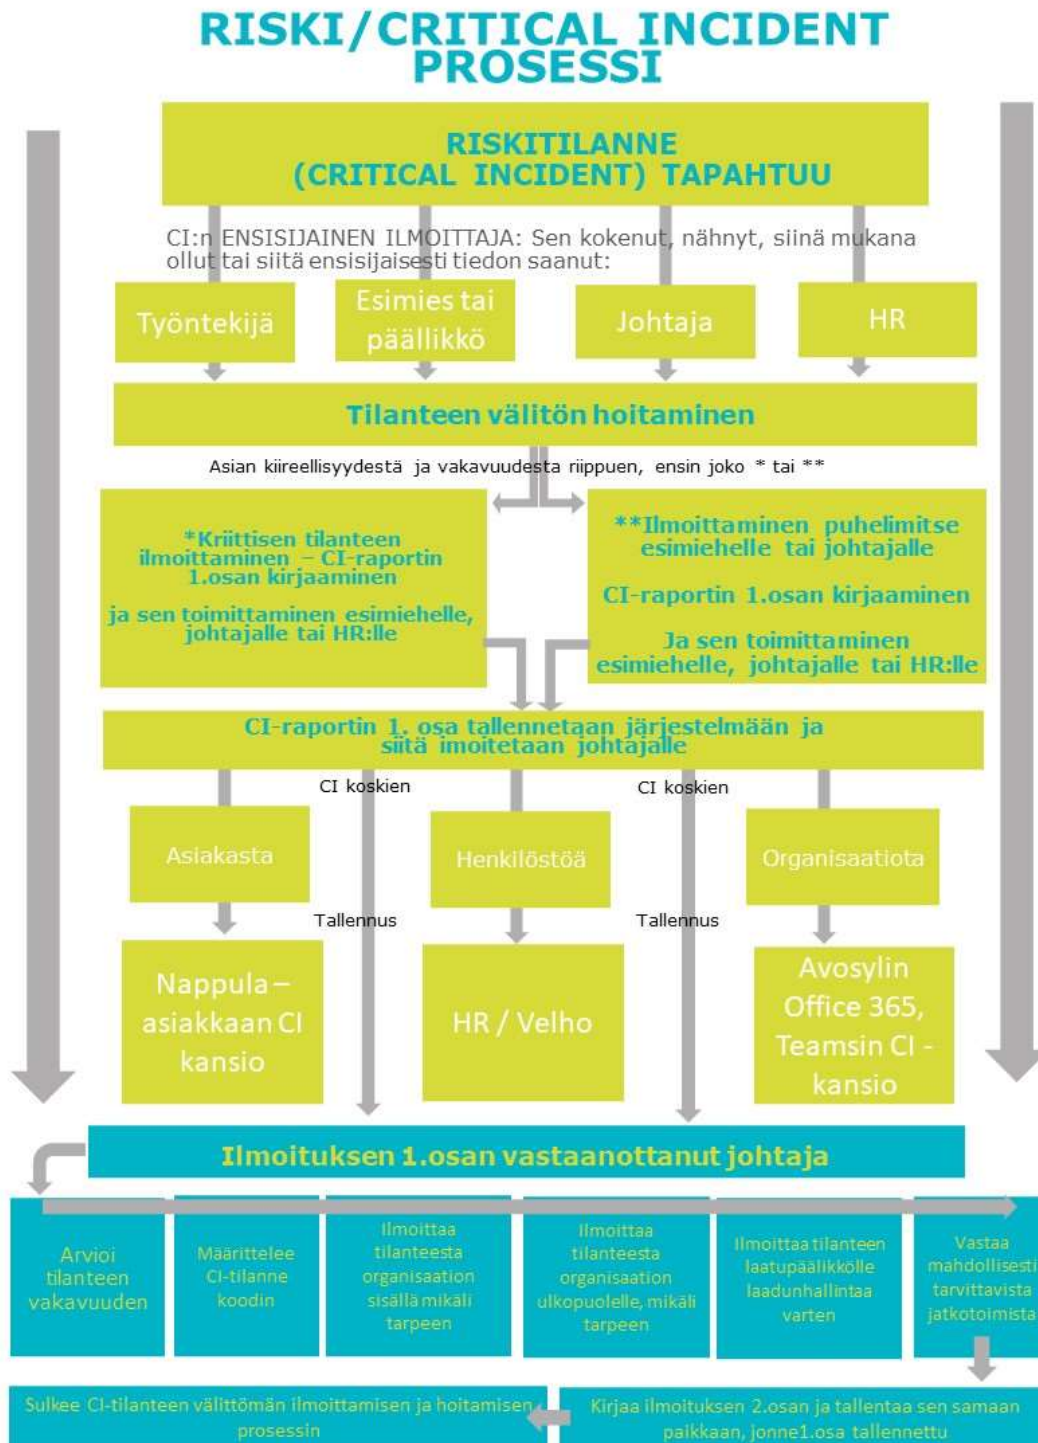 RISKI/CRITICAL INCIDENT
PROSESSI
RISKITILANNE
(CRITICAL INCIDENT) TAPAHTUU
CI:n ENSISIJAINEN ILMOITTAJA: Sen kokenut, nähnyt, siinä mukana
ollut tai siitä ensisijaisesti tiedon saanut:
Työntekijä
Esimies tai
päällikkö
Johtaja
HR
Tilanteen välitön hoitaminen
Asian kiireellisyydestä ja vakavuudesta riippuen, ensin joko * tai **
*Kriittisen tilanteen
ilmoittaminen – CI-raportin
1.osan kirjaaminen
ja sen toimittaminen esimiehelle,
johtajalle tai HR:lle
**Ilmoittaminen puhelimitse
esimiehelle tai johtajalle
CI-raportin 1.osan kirjaaminen
Ja sen toimittaminen
esimiehelle, johtajalle tai HR:lle
CI-raportin 1. osa tallennetaan järjestelmään ja
siitä imoitetaan johtajalle
CI koskien
CI koskien
Asiakasta
Henkilöstöä
Organisaatiota
Tallennus
Tallennus
Nappula –
asiakkaan CI
kansio
HR / Velho
Avosylin
Office 365,
Teamsin CI -
kansio
Ilmoituksen 1.osan vastaanottanut johtaja
Arvioi
tilanteen
vakavuuden
Määrittelee
CI-tilanne
koodin
Ilmoittaa
tilanteesta
organisaation
sisällä mikäli
tarpeen
Ilmoittaa
tilanteesta
organisaation
ulkopuolelle, mikäli
tarpeen
Ilmoittaa tilanteen
laatupäälikkölle
laadunhallintaa
varten
Vastaa
mahdollisesti
tarvittavista
jatkotoimista
Kirjaa ilmoituksen 2.osan ja tallentaa sen samaan
paikkaan, jonne1.osa tallennettu
Sulkee CI-tilanteen välittömän ilmoittamisen ja hoitamisen
prosessin